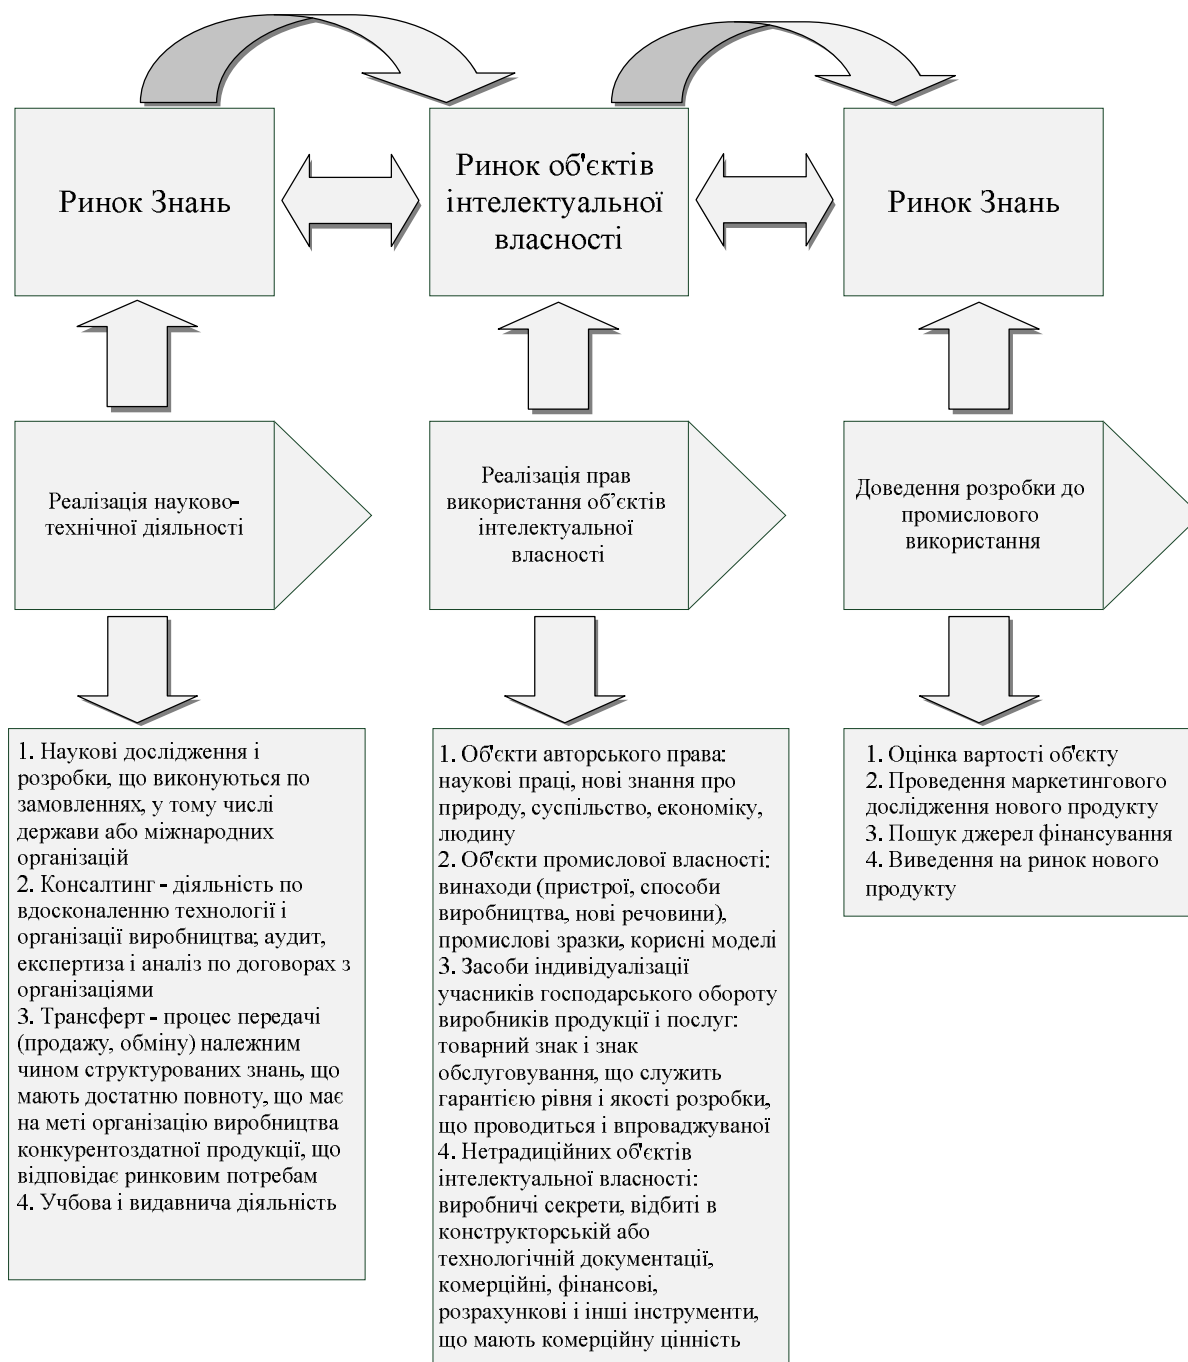 Ринок Знань
Ринок об'єктів
інтелектуальної
власності
Ринок Знань
Реалізація науково-
технічної діяльності
Реалізація прав
використання об’єктів
інтелектуальної
власності
Доведення розробки до
промислового
використання
1. Наукові дослідження і
розробки, що виконуються по
замовленнях, у тому числі
держави або міжнародних
організацій
2. Консалтинг - діяльність по
вдосконаленню технології і
організації виробництва; аудит,
експертиза і аналіз по договорах з
організаціями
3. Трансферт - процес передачі
(продажу, обміну) належним
чином структурованих знань, що
мають достатню повноту, що має
на меті організацію виробництва
конкурентоздатної продукції, що
відповідає ринковим потребам
4. Учбова і видавнича діяльність
1. Об'єкти авторського права:
наукові праці, нові знання про
природу, суспільство, економіку,
людину
2. Об'єкти промислової власності:
винаходи (пристрої, способи
виробництва, нові речовини),
промислові зразки, корисні моделі
3. Засоби індивідуалізації
учасників господарського обороту
виробників продукції і послуг:
товарний знак і знак
обслуговування, що служить
гарантією рівня і якості розробки,
що проводиться і впроваджуваної
4. Нетрадиційних об'єктів
інтелектуальної власності:
виробничі секрети, відбиті в
конструкторській або
технологічній документації,
комерційні, фінансові,
розрахункові і інші інструменти,
що мають комерційну цінність
1. Оцінка вартості об'єкту
2. Проведення маркетингового
дослідження нового продукту
3. Пошук джерел фінансування
4. Виведення на ринок нового
продукту